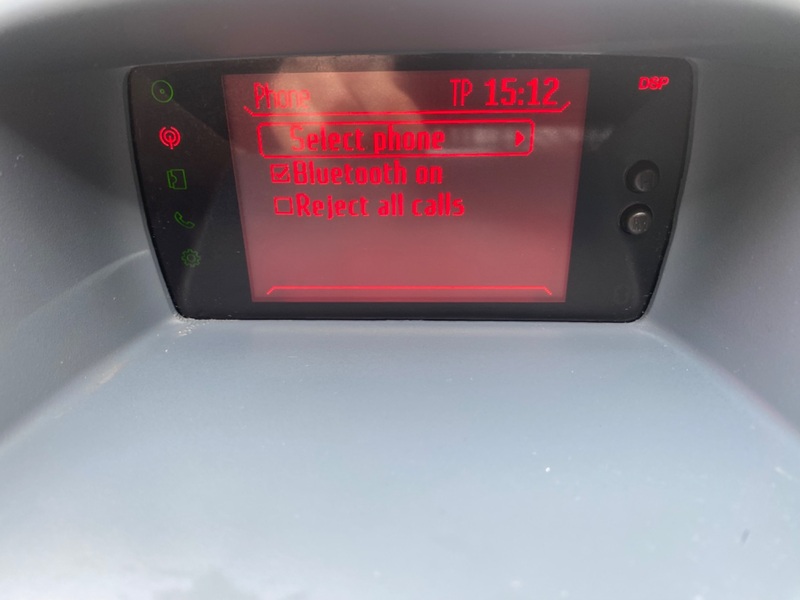 Phone TP 15:12
DSP
Select phone
Bluetooth on
Reject all calls